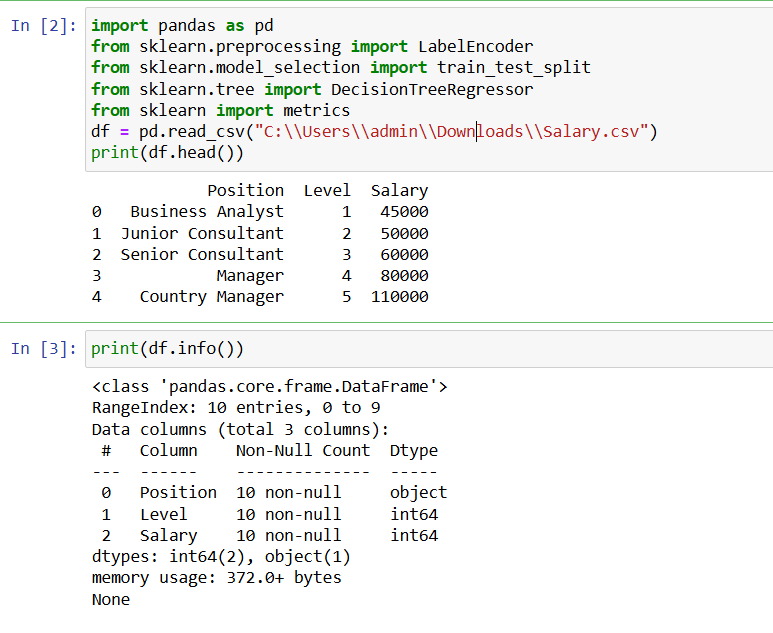 In [2]: import pandas as pd
from sklearn.preprocessing import LabelEncoder
from sklearn.model_selection import train_test_split
from sklearn.tree import DecisionTreeRegressor
from sklearn import metrics
df = pd.read_csv("C:\\Users\\admin\\Downloads\\Salary.csv")
print(df.head())
Position Level Salary
0 Business Analyst 1 45000
1 Junior Consultant 2 50000
2 Senior Consultant 3 60000
3 Manager 4 80000
4 Country Manager 5 110000
In [3]: print(df.info())
<class 'pandas.core.frame.DataFrame'>
RangeIndex: 10 entries, 0 to 9
Data columns (total 3 columns):
# Column Non-Null Count Dtype
--- ------ -------------- -----
0 Position 10 non-null object
1 Level 10 non-null int64
2 Salary 10 non-null int64
dtypes: int64(2), object(1)
memory usage: 372.0+ bytes
None